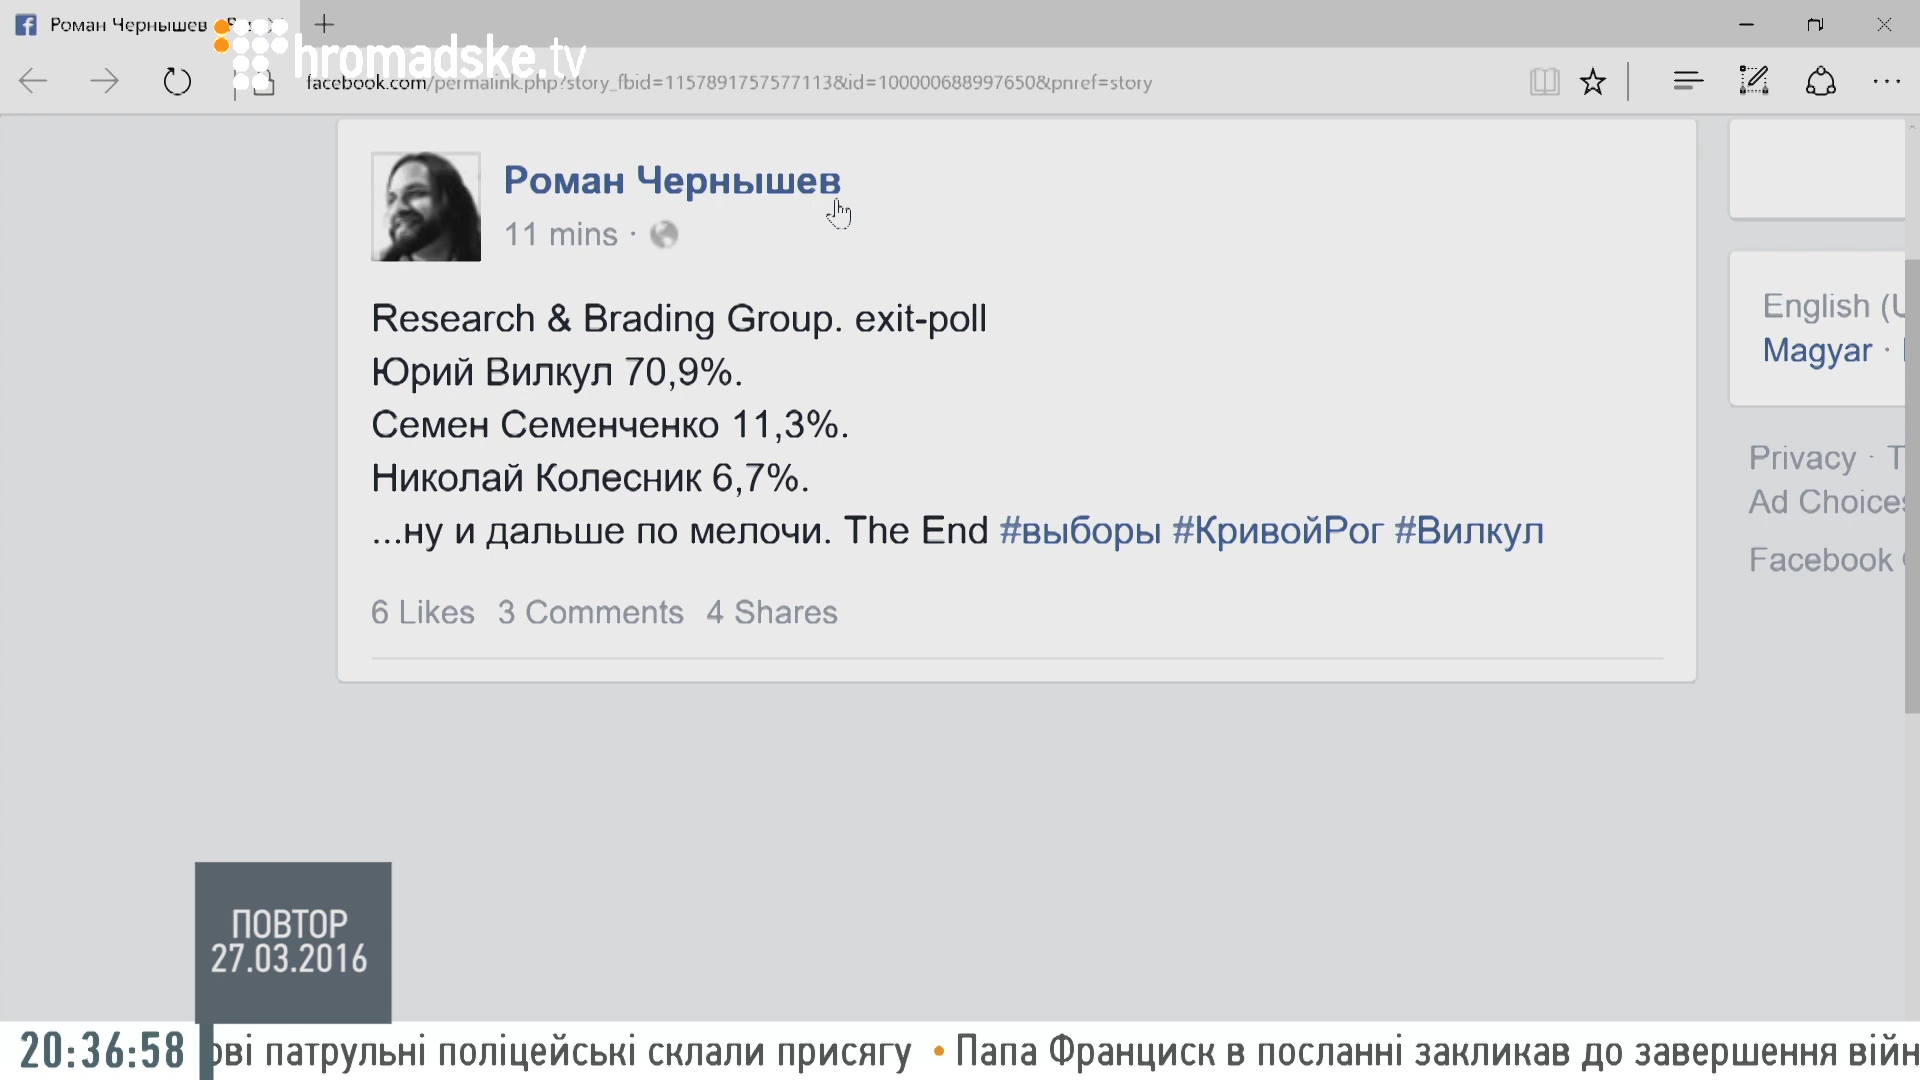 Роман Чернышев
hromadske.tv
facebook.com/permalink.php?story_fbid=1157891757577113&id=100000688997650&pnref=story
Роман Чернышев
11 mins ·
Research & Brading Group. exit-poll
Юрий Вилкул 70,9%.
Семен Семенченко 11,3%.
Николай Колесник 6,7%.
...ну и дальше по мелочи. The End #выборы #КривойРог #Вилкул
6 Likes 3 Comments 4 Shares
English (U
Magyar ·
Privacy · T
Ad Choices
Facebook
ПОВТОР
27.03.2016
20:36:58 ові патрульні поліцейські склали присягу • Папа Франциск в посланні закликав до завершення війн